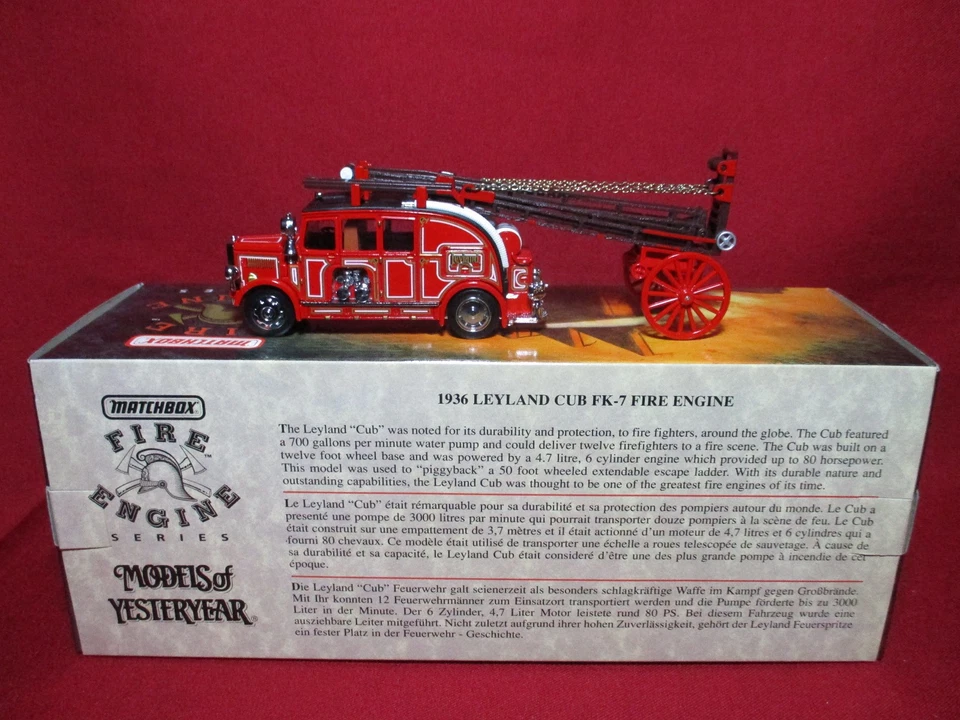 MATCHBOX
MATCHBOX
FIRE
ENGINE
SERIES
MODELS of
YESTERYEAR
1936 LEYLAND CUB FK-7 FIRE ENGINE
The Leyland “Cub” was noted for its durability and protection, to fire fighters, around the globe. The Cub featured
a 700 gallons per minute water pump and could deliver twelve firefighters to a fire scene. The Cub was built on a
twelve foot wheel base and was powered by a 4.7 litre, 6 cylinder engine which provided up to 80 horsepower.
This model was used to “piggyback” a 50 foot wheeled extendable escape ladder. With its durable nature and
outstanding capabilities, the Leyland Cub was thought to be one of the greatest fire engines of its time.
Le Leyland “Cub” était rémarquable pour sa durabilité et sa protection des pompiers autour du monde. Le Cub a
presenté une pompe de 3000 litres par minute qui pourrait transporter douze pompiers à la scène de feu. Le Cub
était construit sur une empattement de 3,7 mètres et il était actionné d’un moteur de 4,7 litres et 6 cylindres qui a
fourni 80 chevaux. Ce modèle était utilisé de transporter une échelle a roues telescopée de sauvetage. À cause de
sa durabilité et sa capacité, le Leyland Cub était consideré d’être une des plus grande pompe à incendie de cet
époque.
Die Leyland “Cub” Feuerwehr galt seienerzeit als besonders schlagkräftige Waffe im Kampf gegen Großbrände.
Mit Ihr konnten 12 Feuerwehrmänner zum Einsatzort transportiert werden und die Pumpe förderte bis zu 3000
Liter in der Minute. Der 6 Zylinder, 4,7 Liter Motor leistete rund 80 PS. Bei diesem Fahrzeug wurde eine
ausziehbare Leiter mitgeführt. Nicht zuletzt aufgrund ihrer hohen Zuverlässigkeit, gehört der Leyland Feuerspritze
ein fester Platz in der Feuerwehr - Geschichte.